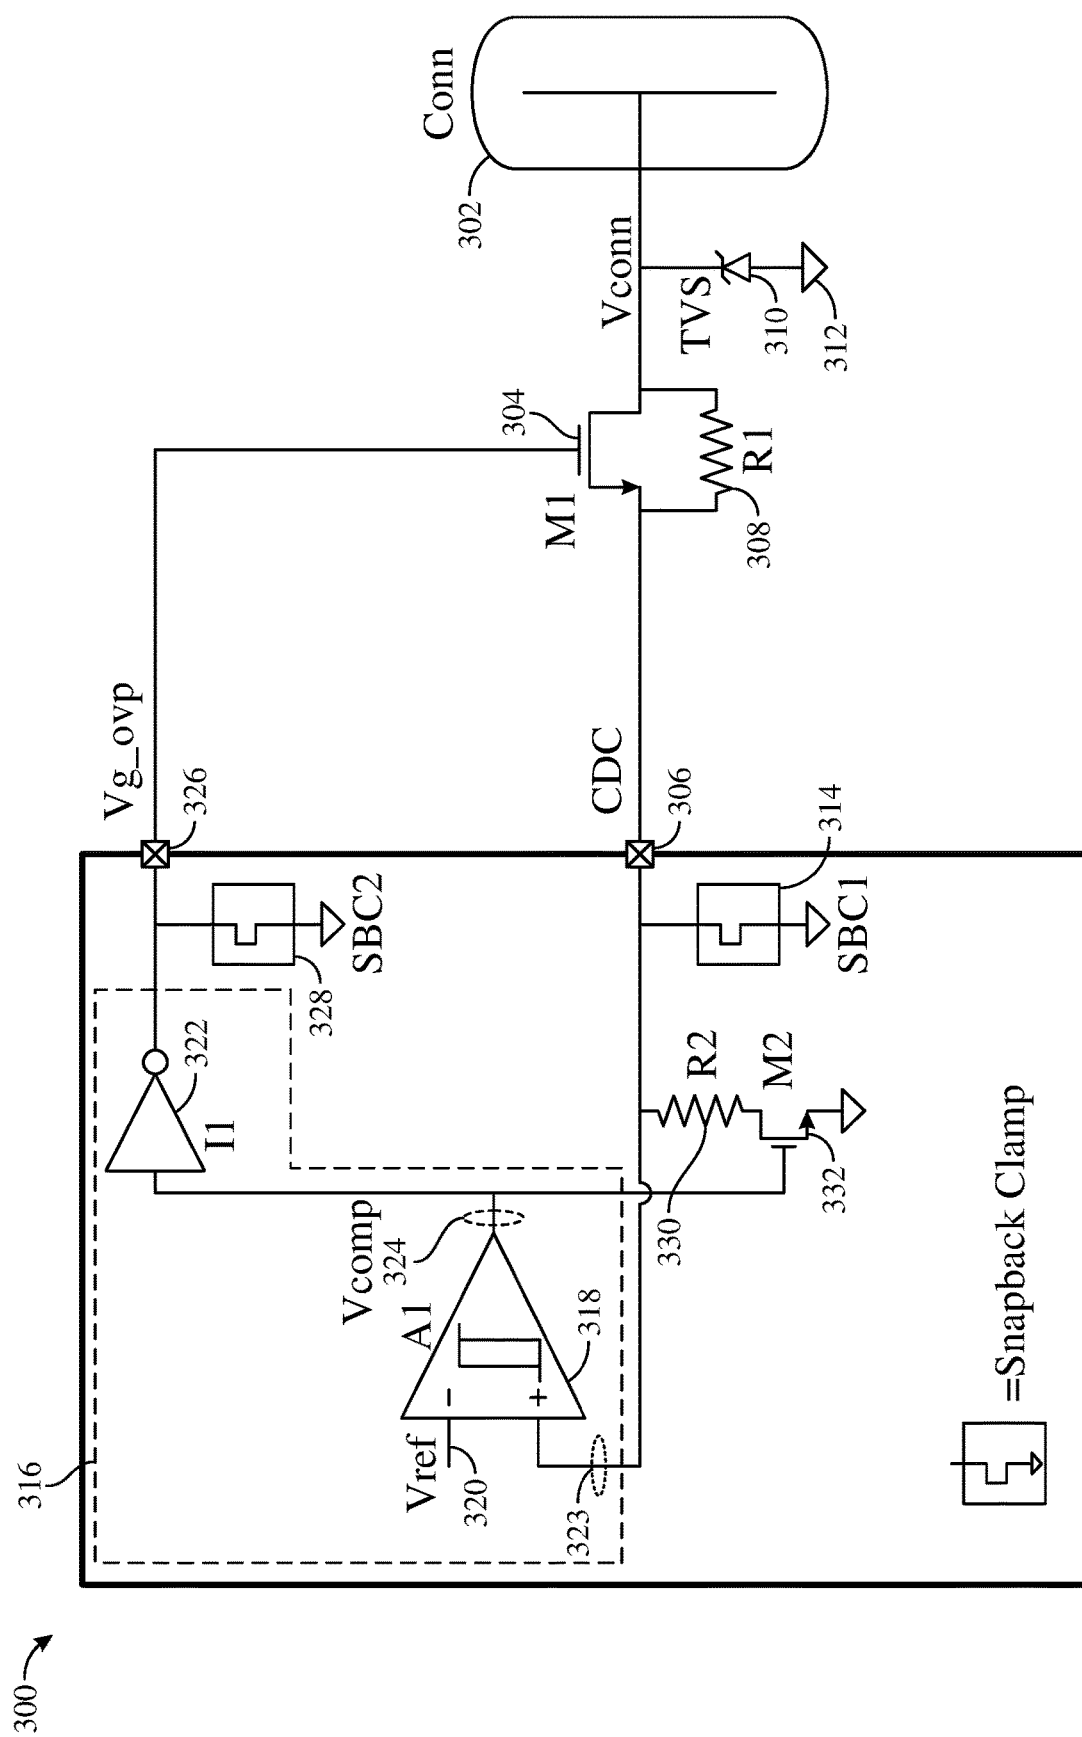 300
316
Vref
320
323
A1
318
Vcomp
324
I1
322
328
SBC2
Vg_ovp
326
R2
330
M2
332
SBC1
314
CDC
306
M1
304
R1
308
Vconn
TVS
310
312
Conn
302
=Snapback Clamp